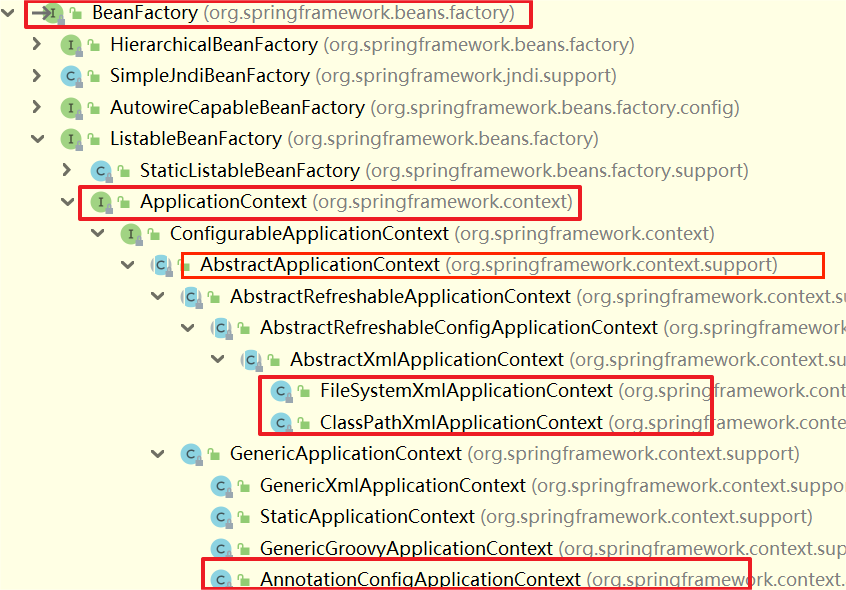 BeanFactory (org.springframework.beans.factory)
HierarchicalBeanFactory (org.springframework.beans.factory)
SimpleJndiBeanFactory (org.springframework.jndi.support)
AutowireCapableBeanFactory (org.springframework.beans.factory.config)
ListableBeanFactory (org.springframework.beans.factory)
StaticListableBeanFactory (org.springframework.beans.factory.support)
ApplicationContext (org.springframework.context)
ConfigurableApplicationContext (org.springframework.context)
AbstractApplicationContext (org.springframework.context.support)
AbstractRefreshableApplicationContext (org.springframework.context.su
AbstractRefreshableConfigApplicationContext (org.springframework
AbstractXmlApplicationContext (org.springframework.context.su
FileSystemXmlApplicationContext (org.springframework.cont
ClassPathXmlApplicationContext (org.springframework.conte
GenericApplicationContext (org.springframework.context.support)
GenericXmlApplicationContext (org.springframework.context.suppor
StaticApplicationContext (org.springframework.context.support)
GenericGroovyApplicationContext (org.springframework.context.sup
AnnotationConfigApplicationContext (org.springframework.context.